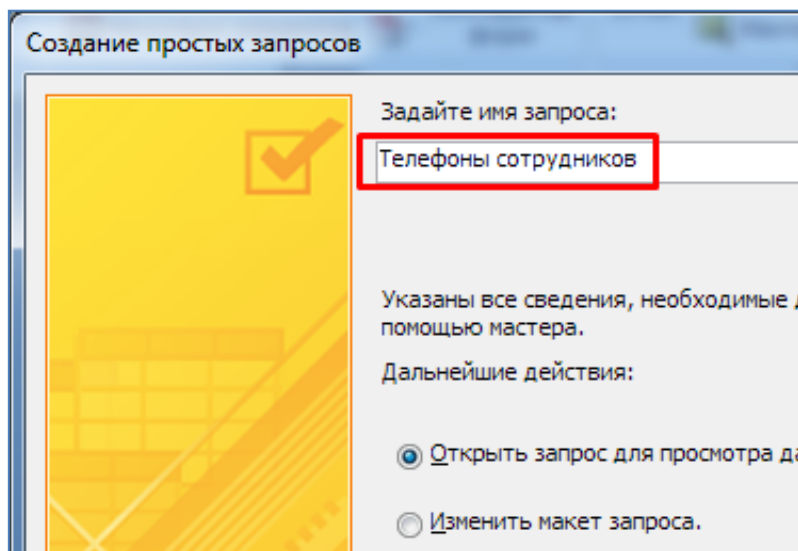 Создание простых запросов
Задайте имя запроса:
Телефоны сотрудников
Указаны все сведения, необходимые
помощью мастера.
Дальнейшие действия:
Открыть запрос для просмотра
Изменить макет запроса.